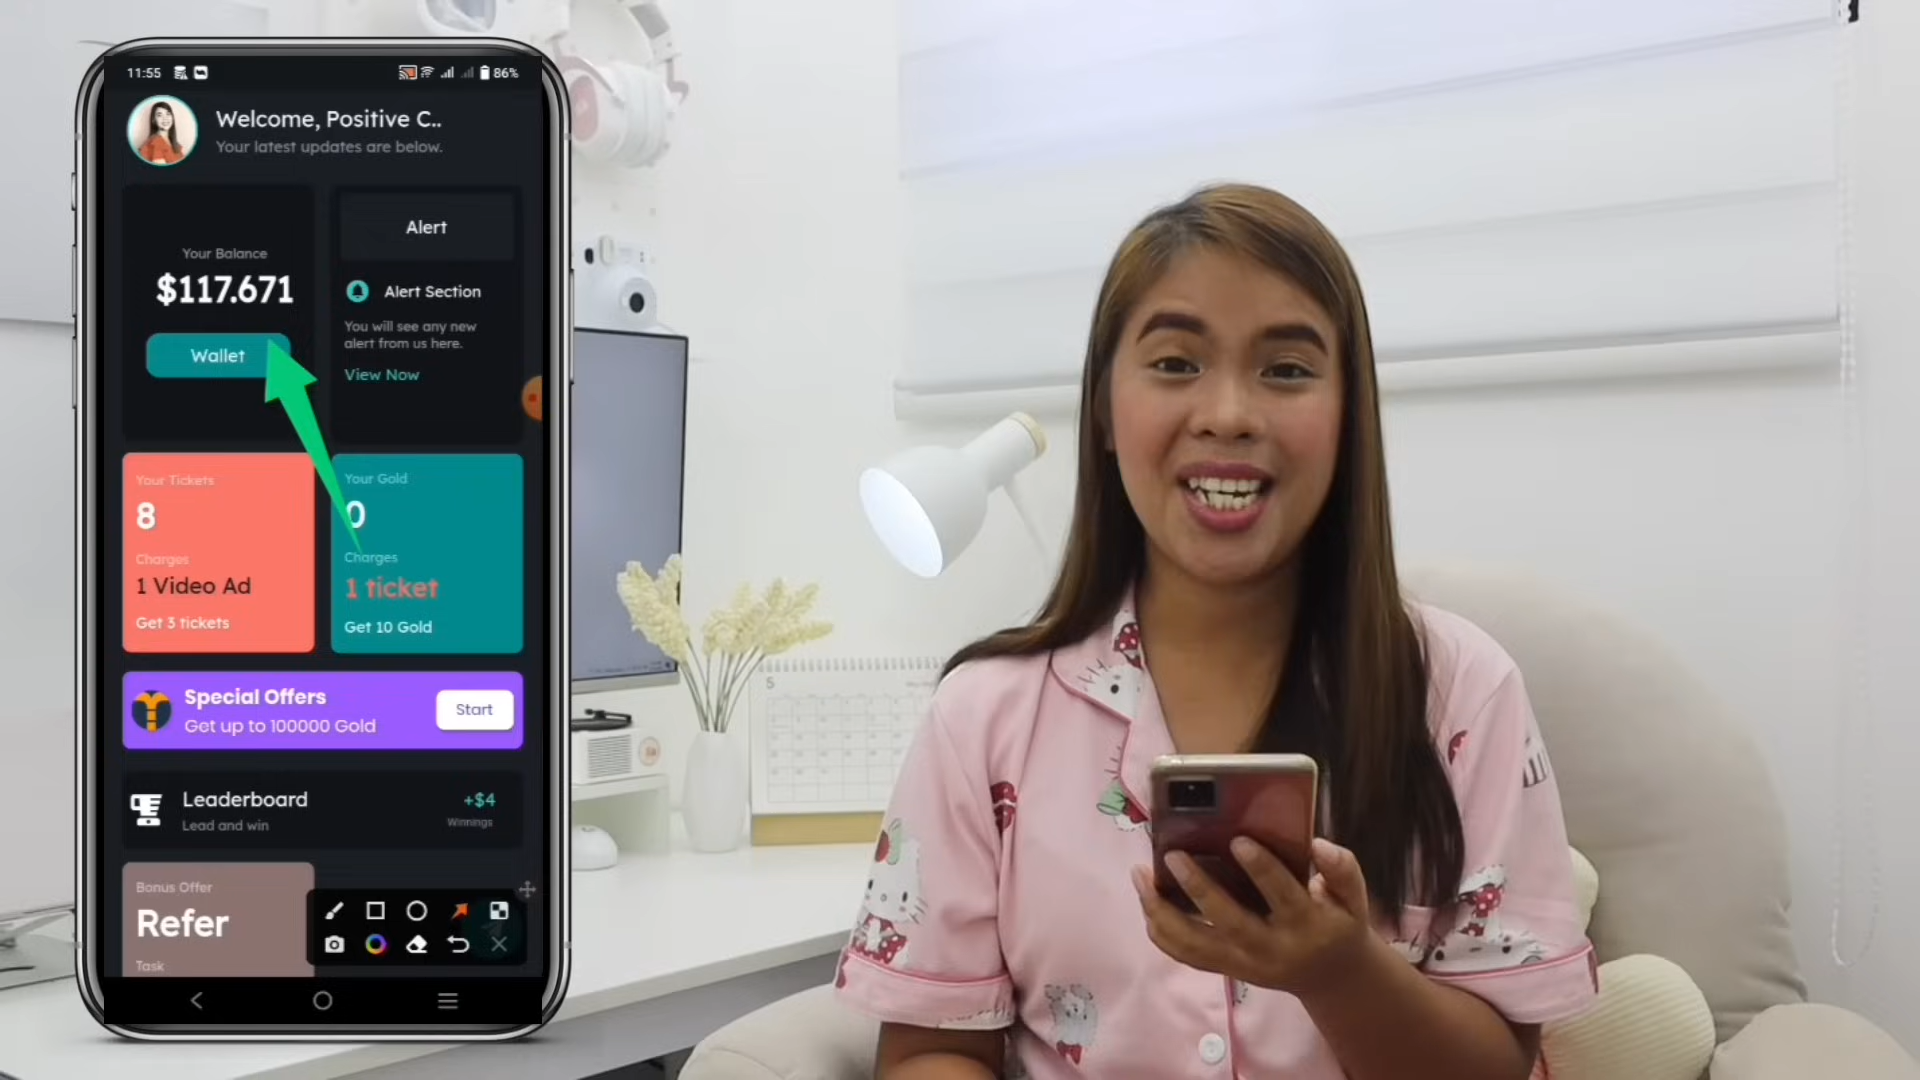 11:55
86%
Welcome, Positive C..
Your latest updates are below.
Your Balance
$117.671
Wallet
Alert
Alert Section
You will see any new
alert from us here.
View Now
Your Tickets
8
Charges
1 Video Ad
Get 3 tickets
Your Gold
0
Charges
1 ticket
Get 10 Gold
Special Offers
Get up to 100000 Gold
Start
Leaderboard
Lead and win
+$4
Winnings
Bonus Offer
Refer
Task
5